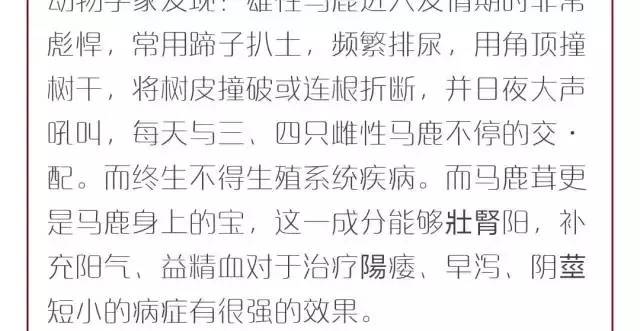 动物学家发现：雄性马鹿进入发情期时非常
彪悍，常用蹄子扒土，频繁排尿，用角顶撞
树干，将树皮撞破或连根折断，并日夜大声
吼叫，每天与三、四只雌性马鹿不停的交·
配。而终生不得生殖系统疾病。而马鹿茸更
是马鹿身上的宝，这一成分能够壯腎阳，补
充阳气、益精血对于治疗陽痿、早泻、阴莖
短小的病症有很强的效果。